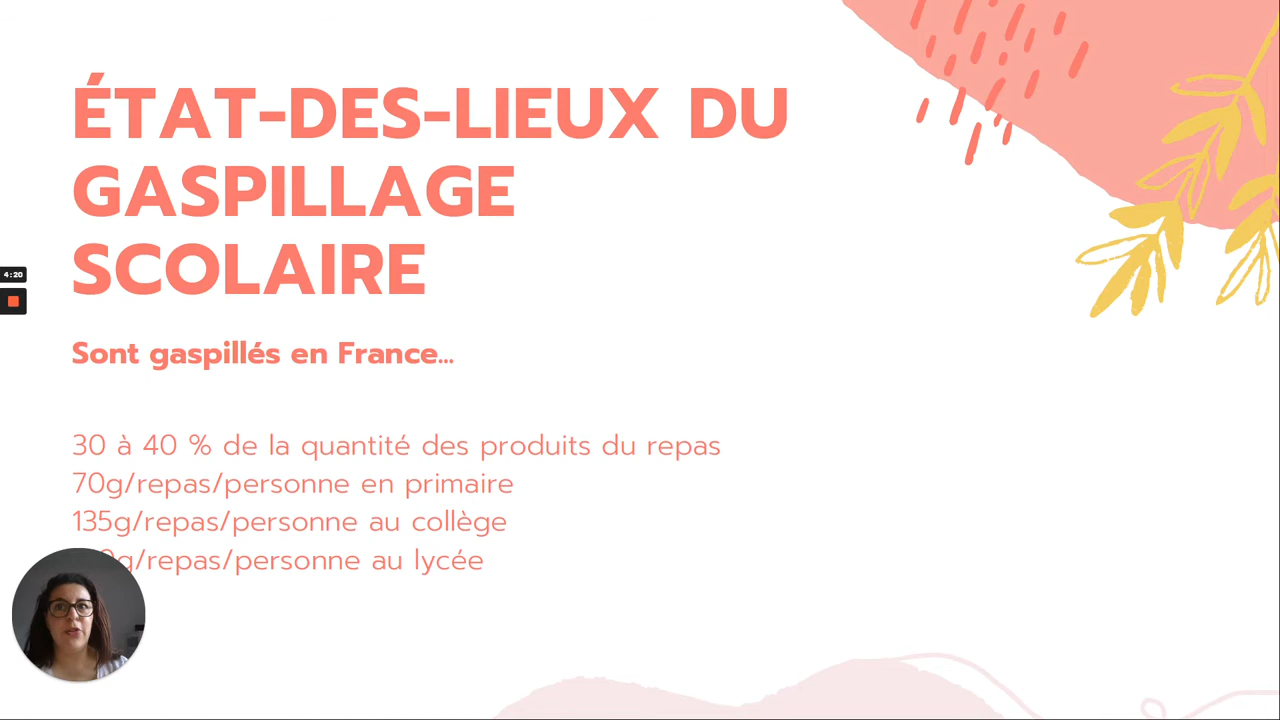 ÉTAT-DES-LIEUX DU
GASPILLAGE
SCOLAIRE
Sont gaspillés en France...
30 à 40 % de la quantité des produits du repas
70g/repas/personne en primaire
135g/repas/personne au collège
/repas/personne au lycée
4:20